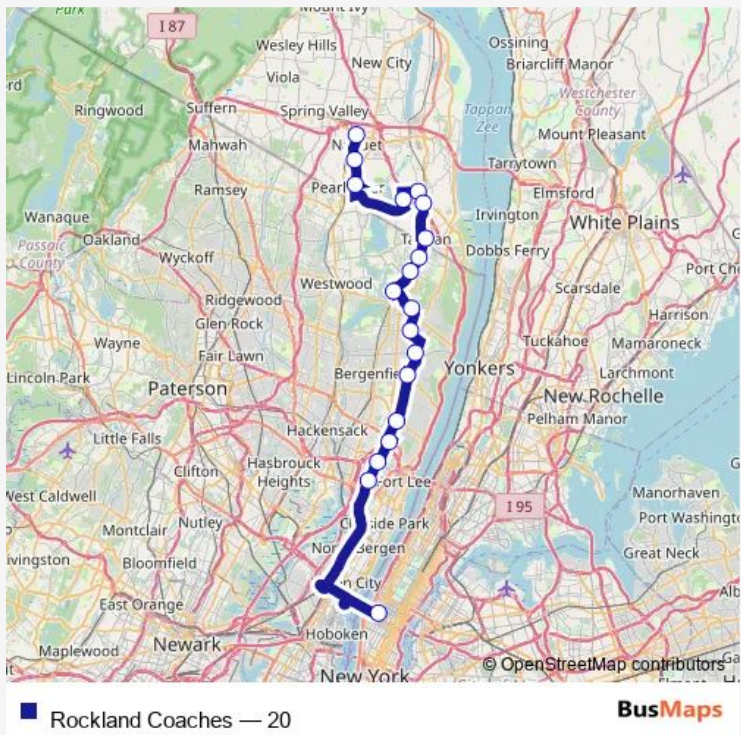 Park
Mount Ivy
I 87
Wesley Hills
Ossining
New City
Briarcliff Manor
Viola
Westchester
County
Ringwood
Suffern
Spring Valley
Tappan
Zee
Mount Pleasant
Mahwah
Tarrytown
Ramsey
Elmsford
Wanaque
Irvington
White Plains
Passaic
County
Oakland
Wyckoff
Dobbs Ferry
Port Che
Westwood
Scarsdale
Ridgewood
Harrison
Glen Rock
Wayne
Tuckahoe
Mamaroneck
Fair Lawn
Lincoln Park
Bergenfie
Yonkers
Larchmont
Paterson
New Rochelle
Pelham Manor
Little Falls
Hackensack
Clifton
Hasbrouck
Heights
Fort Lee
West Caldwell
I 95
Manorhaven
Port Washingto
Montclair
Nutley
side Park
Bergen
Great Neck
Bloomfield
ivingston
n City
East Orange
Alb
Hoboken
Maplewood
Newark
New York
© OpenStreetMap contributors
Rockland Coaches — 20
BusMaps